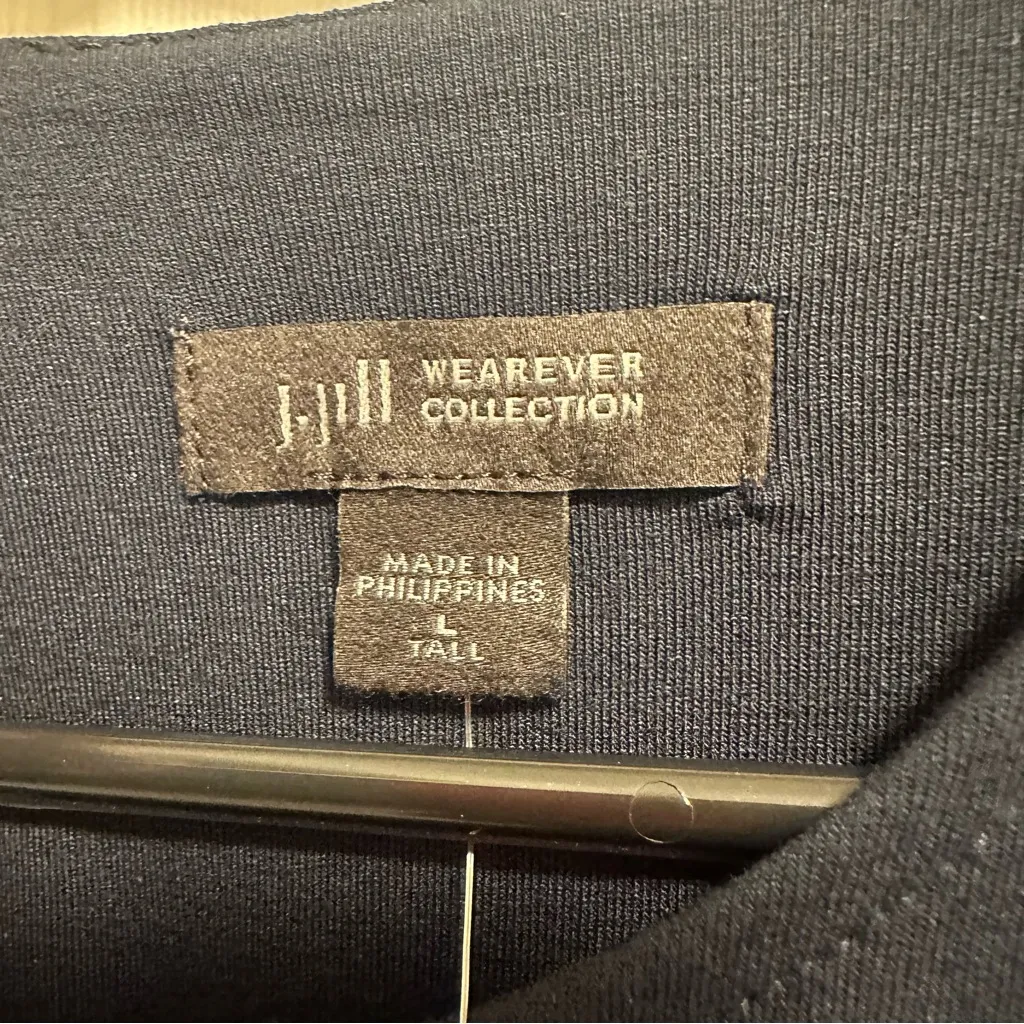 J.Jill WEAREVER
COLLECTION
MADE IN
PHILIPPINES
L
TALL